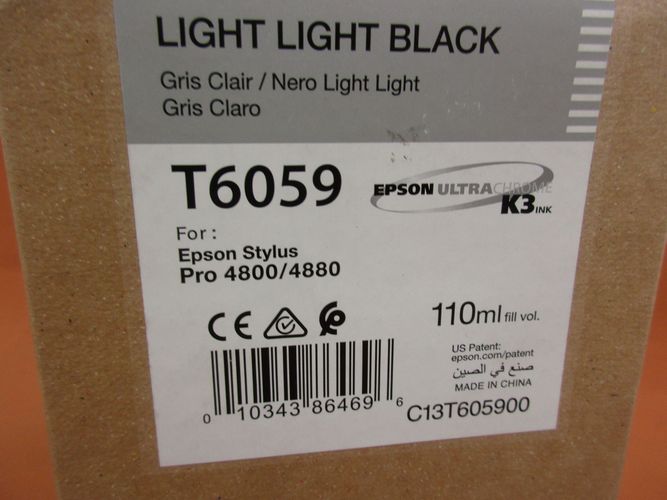 LIGHT LIGHT BLACK
Gris Clair / Nero Light Light
Gris Claro
T6059
EPSON ULTRACHROME
K3 INK
For :
Epson Stylus
Pro 4800/4880
110ml fill vol.
CE
US Patent:
epson.com/patent
صنع في الصين
MADE IN CHINA
0 10343 86469 6
C13T605900